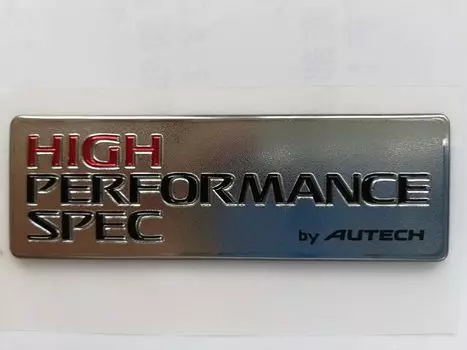 HIGH
PERFORMANCE
SPEC
by AUTECH